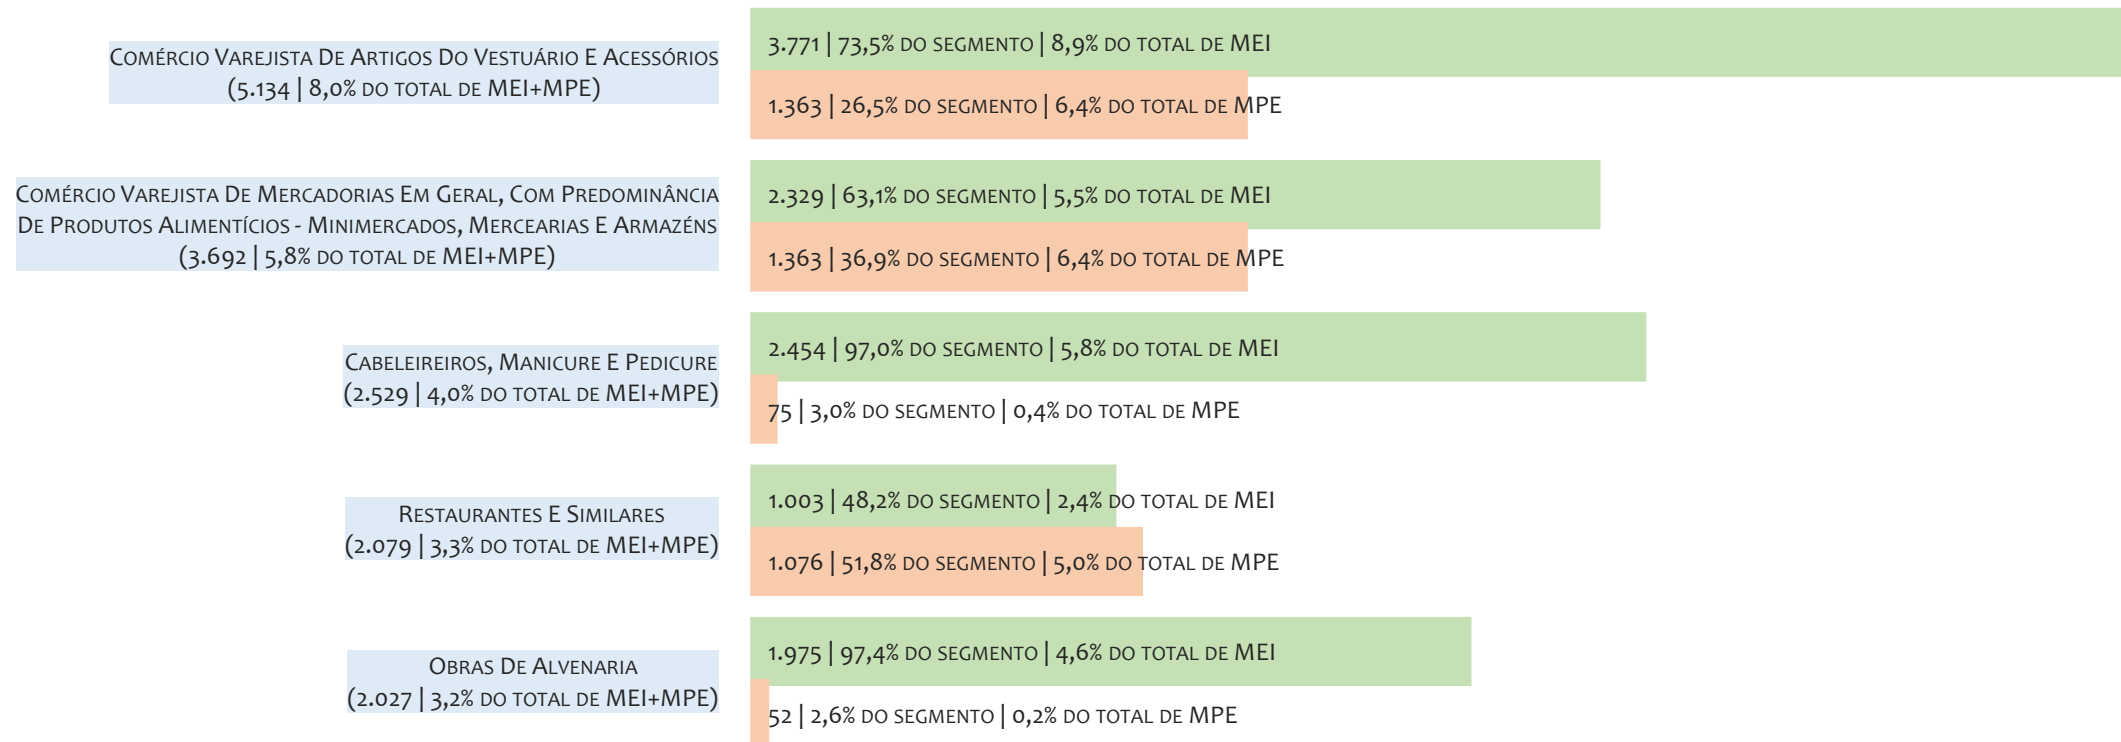 Comércio Varejista De Artigos Do Vestuário E Acessórios
(5.134 | 8,0% do total de MEI+MPE)
3.771 | 73,5% do segmento | 8,9% do total de MEI
1.363 | 26,5% do segmento | 6,4% do total de MPE
Comércio Varejista De Mercadorias Em Geral, Com Predominância
De Produtos Alimentícios - Minimercados, Mercearias E Armazéns
(3.692 | 5,8% do total de MEI+MPE)
2.329 | 63,1% do segmento | 5,5% do total de MEI
1.363 | 36,9% do segmento | 6,4% do total de MPE
Cabeleireiros, Manicure E Pedicure
(2.529 | 4,0% do total de MEI+MPE)
2.454 | 97,0% do segmento | 5,8% do total de MEI
75 | 3,0% do segmento | 0,4% do total de MPE
Restaurantes E Similares
(2.079 | 3,3% do total de MEI+MPE)
1.003 | 48,2% do segmento | 2,4% do total de MEI
1.076 | 51,8% do segmento | 5,0% do total de MPE
Obras De Alvenaria
(2.027 | 3,2% do total de MEI+MPE)
1.975 | 97,4% do segmento | 4,6% do total de MEI
52 | 2,6% do segmento | 0,2% do total de MPE